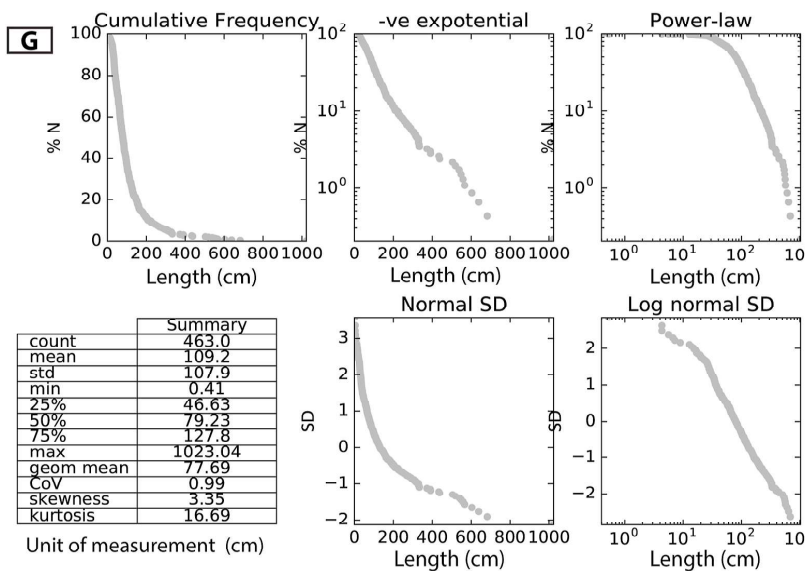 G
Cumulative Frequency
-ve expotential
Power-law
% N
100
80
60
40
20
0
0 200 400 600 800 1000
Length (cm)
% N
10²
10¹
10⁰
0 200 400 600 800 1000
Length (cm)
% N
10²
10¹
10⁰
10⁰ 10¹ 10² 10
Length (cm)
Summary
count 463.0
mean 109.2
std 107.9
min 0.41
25% 46.63
50% 79.23
75% 127.8
max 1023.04
geom mean 77.69
CoV 0.99
skewness 3.35
kurtosis 16.69
Unit of measurement (cm)
Normal SD
SD
3
2
1
0
−1
−2
0 200 400 600 800 1000
Length (cm)
Log normal SD
SD
2
1
0
−1
−2
10⁰ 10¹ 10² 10
Length (cm)